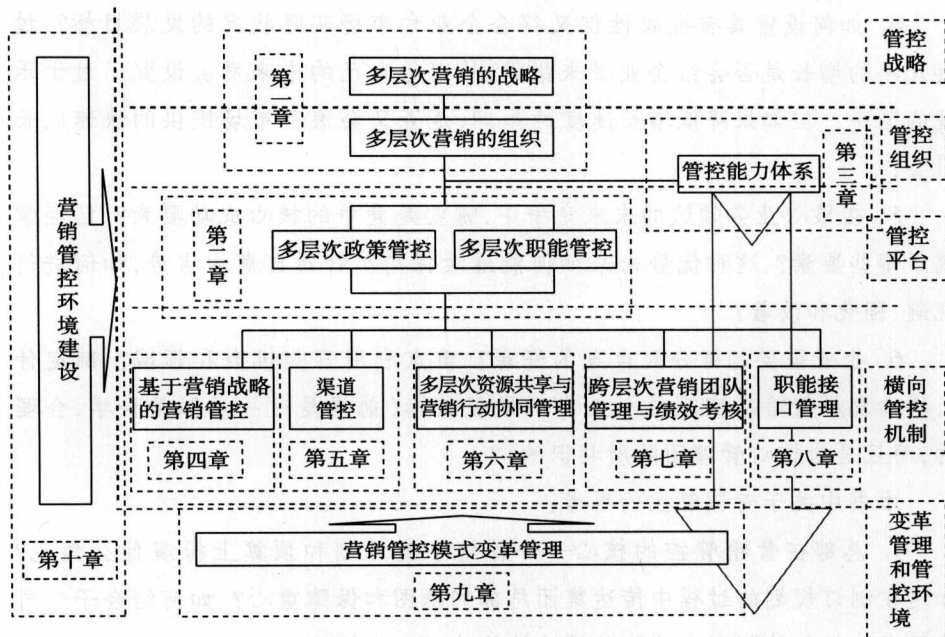 管控
战略
第一章
多层次营销的战略
多层次营销的组织
管控
组织
管控能力体系
第三章
管控
平台
第二章
多层次政策管控
多层次职能管控
营销管控环境建设
基于营销战略
的营销管控
第四章
渠道
管控
第五章
多层次资源共享与
营销行动协同管理
第六章
跨层次营销团队
管理与绩效考核
第七章
职能接
口管理
第八章
横向
管控
机制
营销管控模式变革管理
第九章
第十章
变革
管理
和管
控环
境